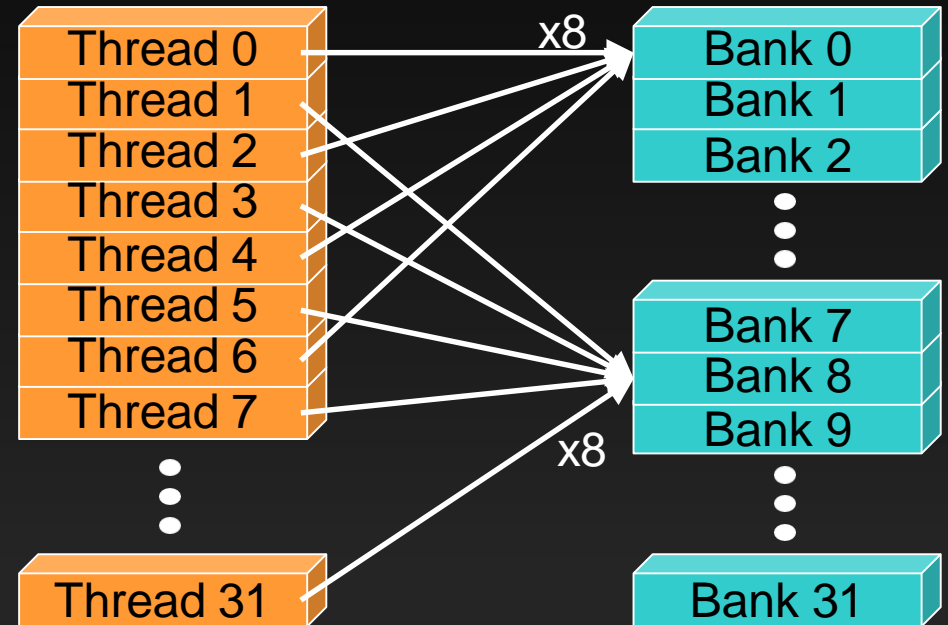 Thread 0
Thread 1
Thread 2
Thread 3
Thread 4
Thread 5
Thread 6
Thread 7
Thread 31
x8
x8
Bank 0
Bank 1
Bank 2
Bank 7
Bank 8
Bank 9
Bank 31